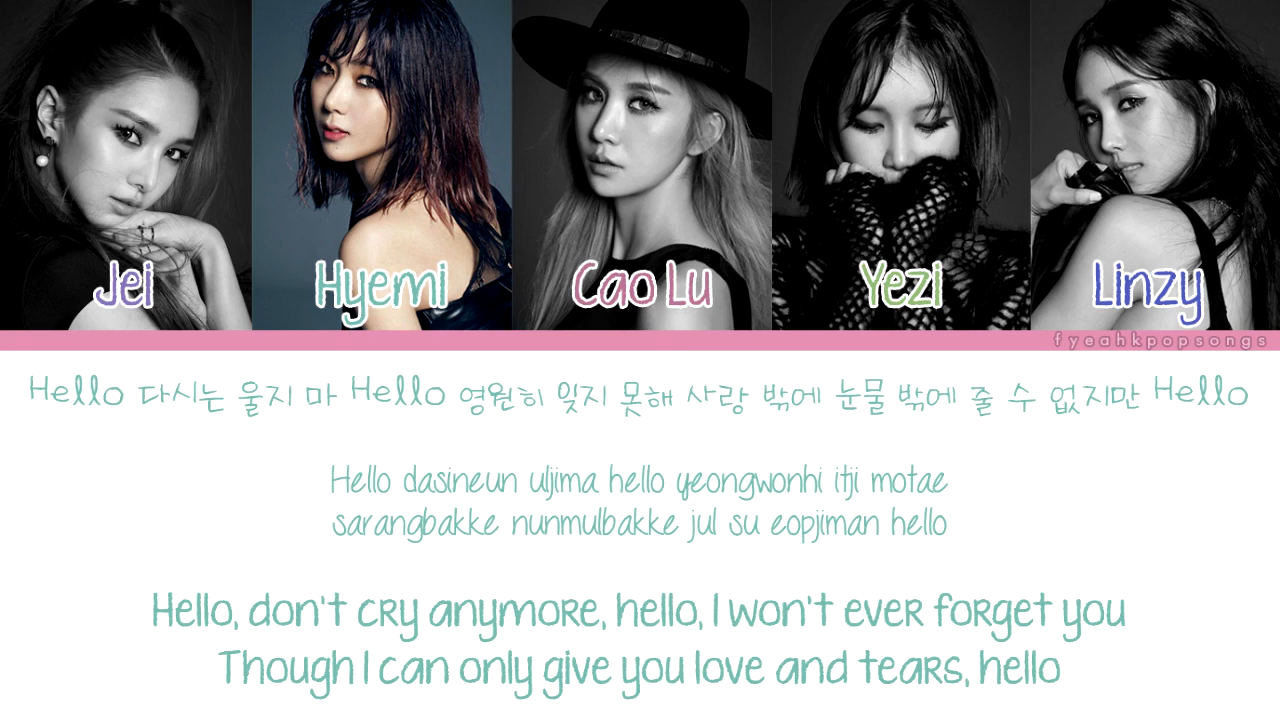 Jei
Hyemi
Cao Lu
Yezi
Linzy
fyeahkpopsongs
Hello 다시는 울지 마 Hello 영원히 잊지 못해 사랑 밖에 눈물 밖에 줄 수 없지만 Hello
Hello dasineun uljima hello yeongwonhi itji motae
sarangbakke nunmulbakke jul su eopjiman hello
Hello, don't cry anymore, hello, I won't ever forget you
Though I can only give you love and tears, hello